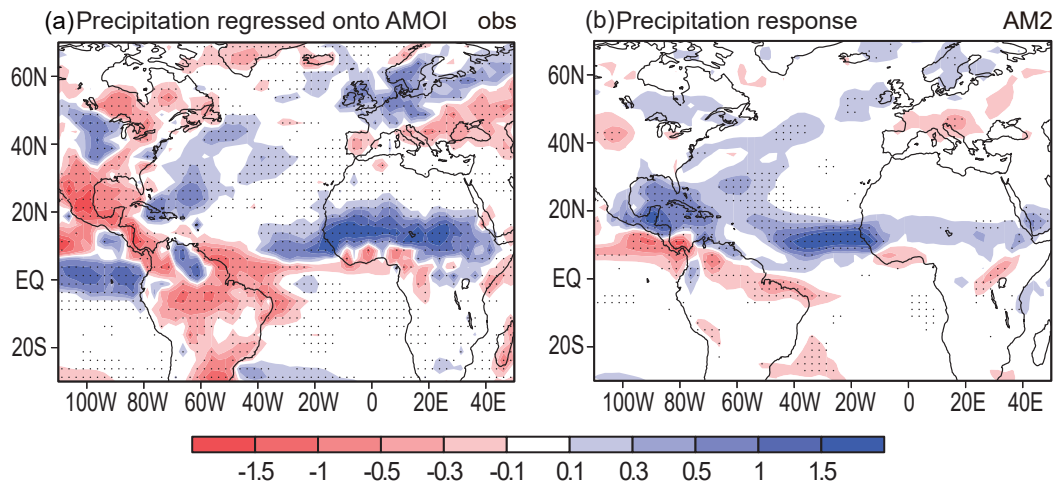 (a) Precipitation regressed onto AMOI obs
(b) Precipitation response AM2
60N
40N
20N
EQ
20S
100W 80W 60W 40W 20W 0 20E 40E
60N
40N
20N
EQ
20S
100W 80W 60W 40W 20W 0 20E 40E
-1.5 -1 -0.5 -0.3 -0.1 0.1 0.3 0.5 1 1.5